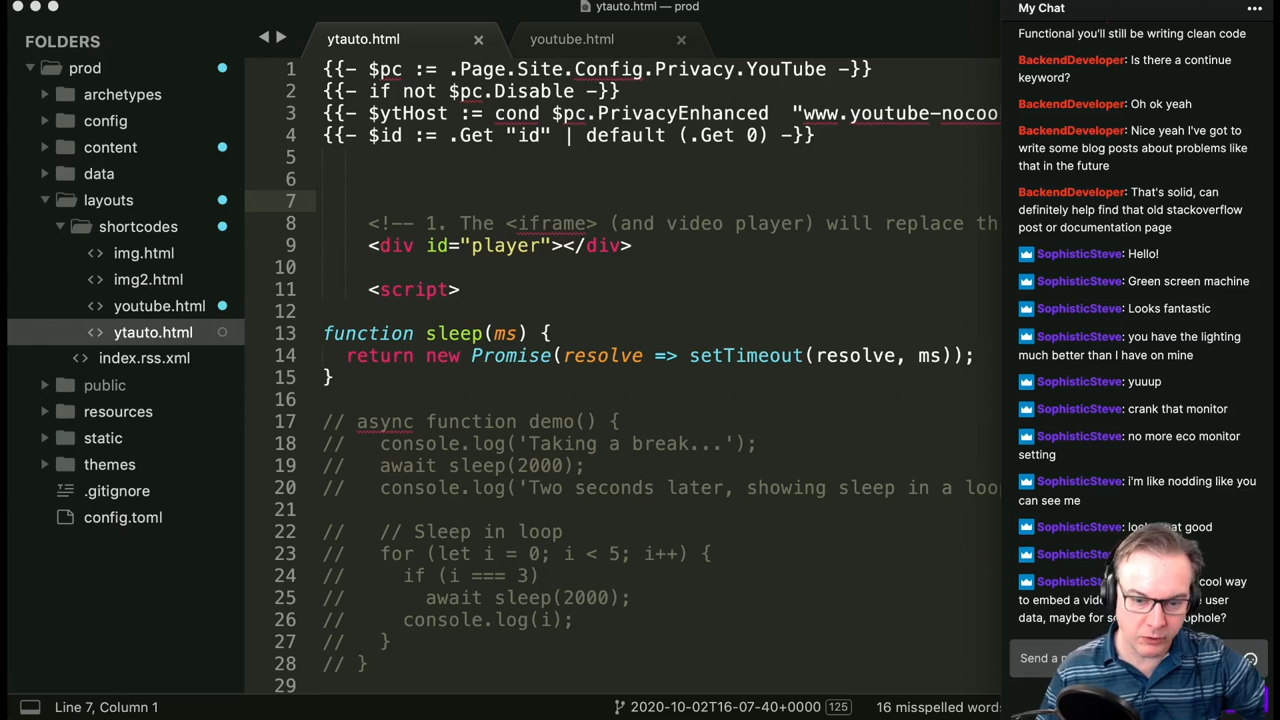 ytauto.html — prod
My Chat
FOLDERS
prod
archetypes
config
content
data
layouts
shortcodes
img.html
img2.html
youtube.html
ytauto.html
index.rss.xml
public
resources
static
themes
.gitignore
config.toml
ytauto.html
youtube.html
1 {{- $pc := .Page.Site.Config.Privacy.YouTube -}}
2 {{- if not $pc.Disable -}}
3 {{- $ytHost := cond $pc.PrivacyEnhanced  "www.youtube-nocoo
4 {{- $id := .Get "id" | default (.Get 0) -}}
5
6
7
8 <!-- 1. The <iframe> (and video player) will replace th
9 <div id="player"></div>
10
11 <script>
12
13 function sleep(ms) {
14 return new Promise(resolve => setTimeout(resolve, ms));
15 }
16
17 // async function demo() {
18 //   console.log('Taking a break...');
19 //   await sleep(2000);
20 //   console.log('Two seconds later, showing sleep in a loo
21 //
22 //   // Sleep in loop
23 //   for (let i = 0; i < 5; i++) {
24 //     if (i === 3)
25 //       await sleep(2000);
26 //     console.log(i);
27 //   }
28 // }
29
Functional you'll still be writing clean code
BackendDeveloper: Is there a continue
keyword?
BackendDeveloper: Oh ok yeah
BackendDeveloper: Nice yeah I've got to
write some blog posts about problems like
that in the future
BackendDeveloper: That's solid, can
definitely help find that old stackoverflow
post or documentation page
SophisticSteve: Hello!
SophisticSteve: Green screen machine
SophisticSteve: Looks fantastic
SophisticSteve: you have the lighting
much better than I have on mine
SophisticSteve: yuuup
SophisticSteve: crank that monitor
SophisticSteve: no more eco monitor
setting
SophisticSteve: i'm like nodding like you
can see me
SophisticSteve: good
SophisticSteve
SophisticS cool way
to embed a user
data, maybe for
Send a
Line 7, Column 1
2020-10-02T16-07-40+0000 125
16 misspelled words